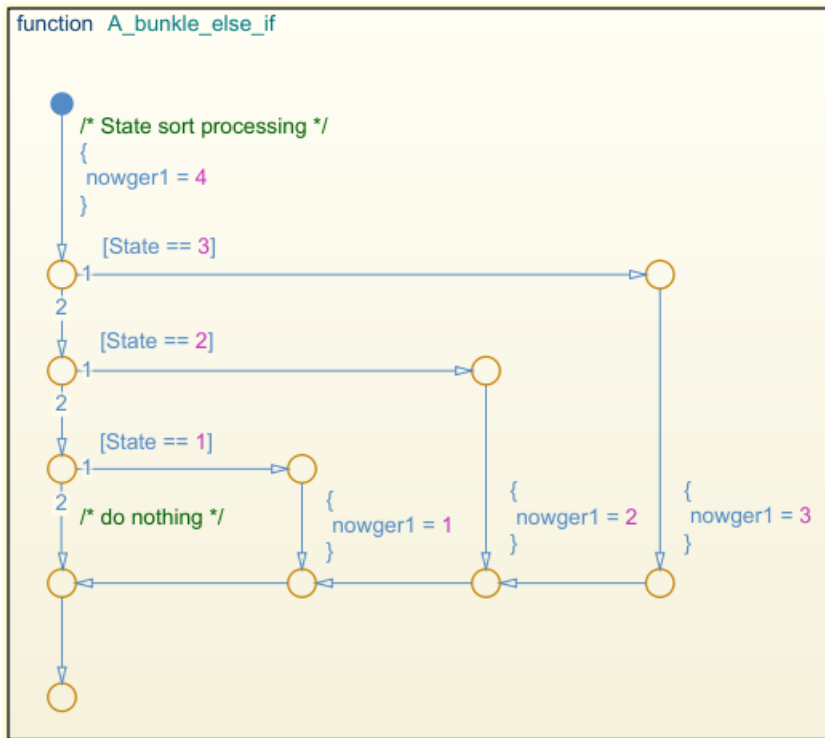 function A_bunkle_else_if
/* State sort processing */
{
nowger1 = 4
}
[State == 3]
1
2
[State == 2]
1
2
[State == 1]
1
2
/* do nothing */
{
nowger1 = 1
}
{
nowger1 = 2
}
{
nowger1 = 3
}